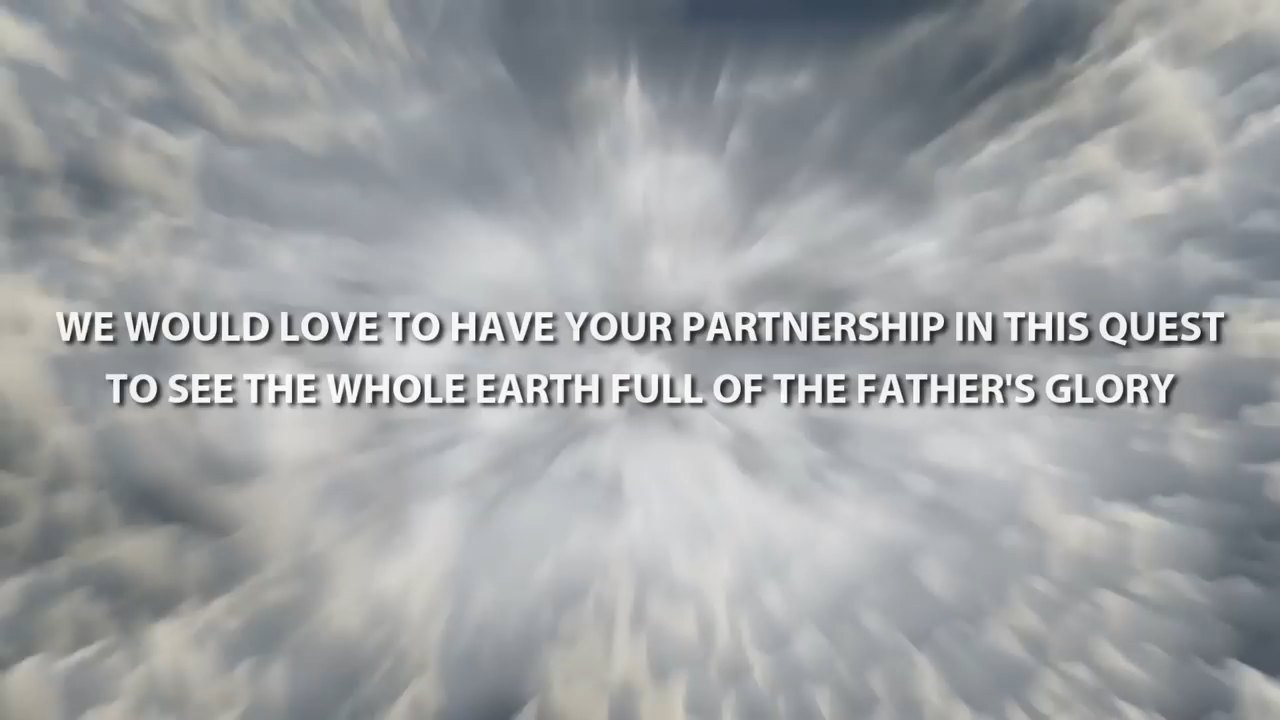 WE WOULD LOVE TO HAVE YOUR PARTNERSHIP IN THIS QUEST
TO SEE THE WHOLE EARTH FULL OF THE FATHER'S GLORY